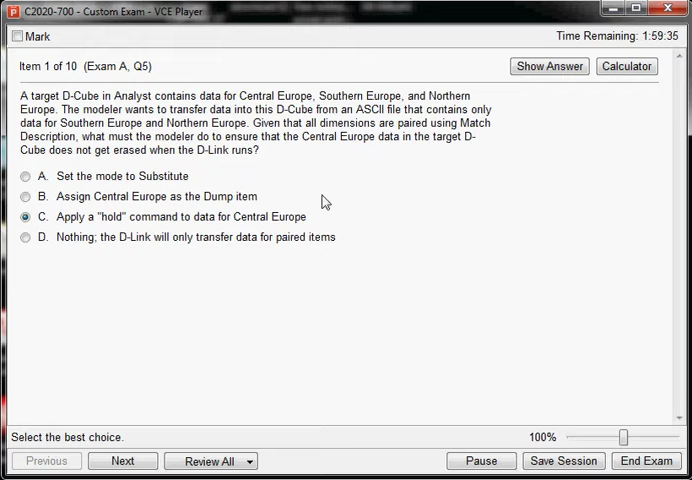 C2020-700 - Custom Exam - VCE Player
Mark
Time Remaining: 1:59:35
Item 1 of 10 (Exam A, Q5)
Show Answer
Calculator
A target D-Cube in Analyst contains data for Central Europe, Southern Europe, and Northern
Europe. The modeler wants to transfer data into this D-Cube from an ASCII file that contains only
data for Southern Europe and Northern Europe. Given that all dimensions are paired using Match
Description, what must the modeler do to ensure that the Central Europe data in the target D-
Cube does not get erased when the D-Link runs?
A. Set the mode to Substitute
B. Assign Central Europe as the Dump item
C. Apply a "hold" command to data for Central Europe
D. Nothing; the D-Link will only transfer data for paired items
Select the best choice.
100%
Previous
Next
Review All
Pause
Save Session
End Exam